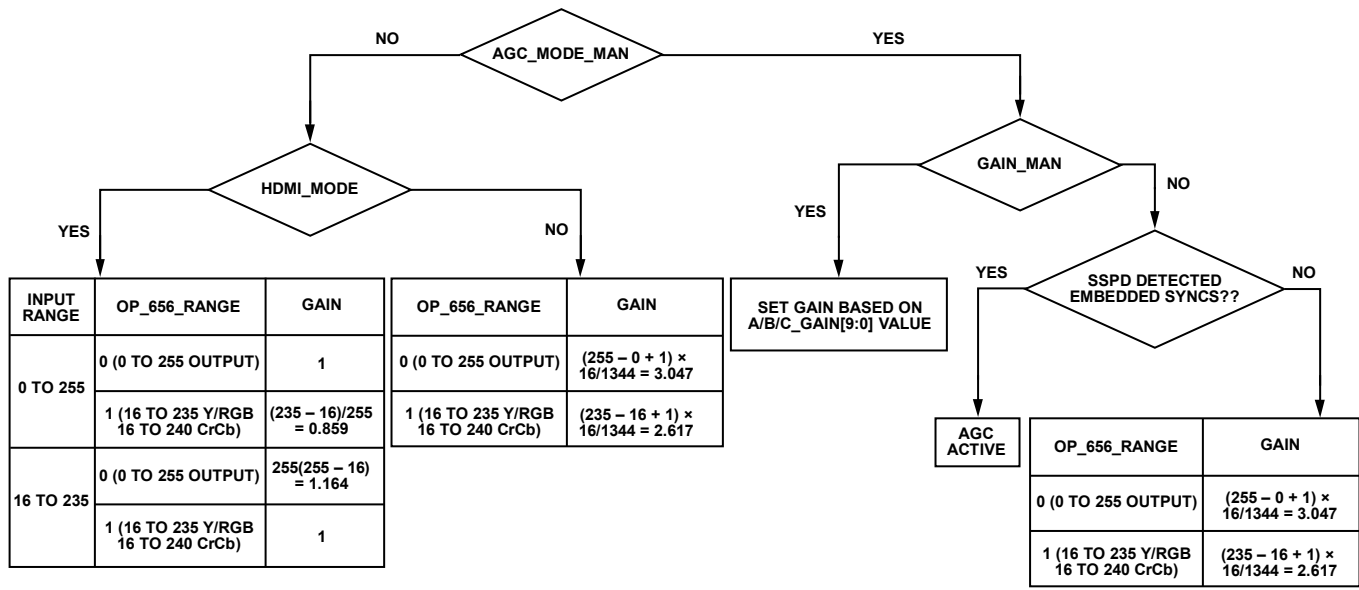 AGC_MODE_MAN
NO
YES
HDMI_MODE
YES
NO
GAIN_MAN
YES
NO
SSPD DETECTED
EMBEDDED SYNCS??
YES
NO
INPUT
RANGE
OP_656_RANGE
GAIN
0 TO 255
0 (0 TO 255 OUTPUT)
1
1 (16 TO 235 Y/RGB
16 TO 240 CrCb)
(235 – 16)/255
= 0.859
16 TO 235
0 (0 TO 255 OUTPUT)
255(255 – 16)
= 1.164
1 (16 TO 235 Y/RGB
16 TO 240 CrCb)
1
OP_656_RANGE
GAIN
0 (0 TO 255 OUTPUT)
(255 – 0 + 1) ×
16/1344 = 3.047
1 (16 TO 235 Y/RGB
16 TO 240 CrCb)
(235 – 16 + 1) ×
16/1344 = 2.617
SET GAIN BASED ON
A/B/C_GAIN[9:0] VALUE
AGC
ACTIVE
OP_656_RANGE
GAIN
0 (0 TO 255 OUTPUT)
(255 – 0 + 1) ×
16/1344 = 3.047
1 (16 TO 235 Y/RGB
16 TO 240 CrCb)
(235 – 16 + 1) ×
16/1344 = 2.617